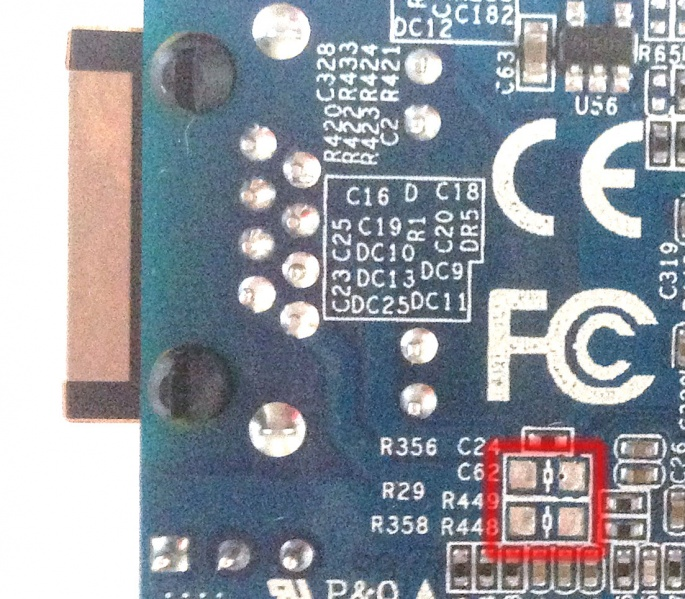 DC12
CC182
C63
R65
U56
C328
R433
R424
R421
R420
R422
R423
C2
CE
C16 D C18
C25
C19
R1
C20
DR5
DC10
C23
DC13
DC9
DC25
DC11
C319
FC
R356 C24
C62
C26
R29 R449
R358 R448
P&O